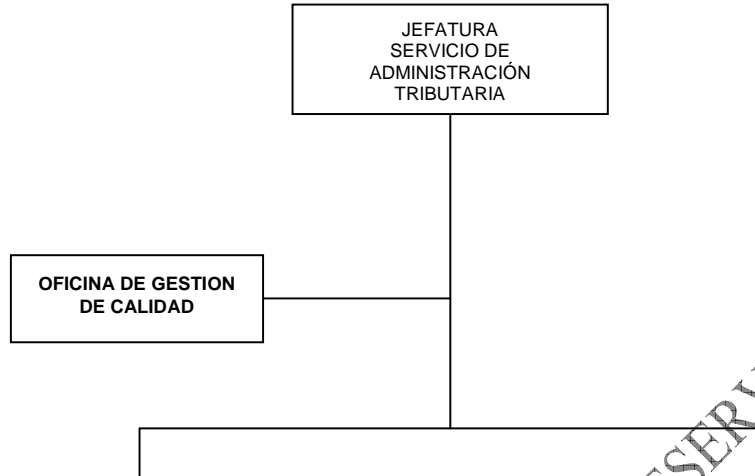 JEFATURA
SERVICIO DE
ADMINISTRACIÓN
TRIBUTARIA
OFICINA DE GESTION
DE CALIDAD